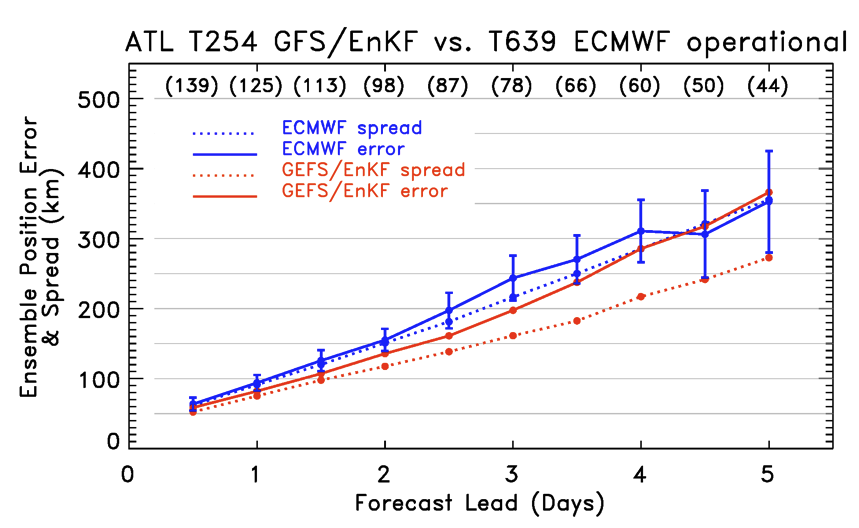 ATL T254 GFS/EnKF vs. T639 ECMWF operational
(139) (125) (113) (98) (87) (78) (66) (60) (50) (44)
500
400
300
200
100
0
Ensemble Position Error
& Spread (km)
ECMWF spread
ECMWF error
GEFS/EnKF spread
GEFS/EnKF error
0 1 2 3 4 5
Forecast Lead (Days)